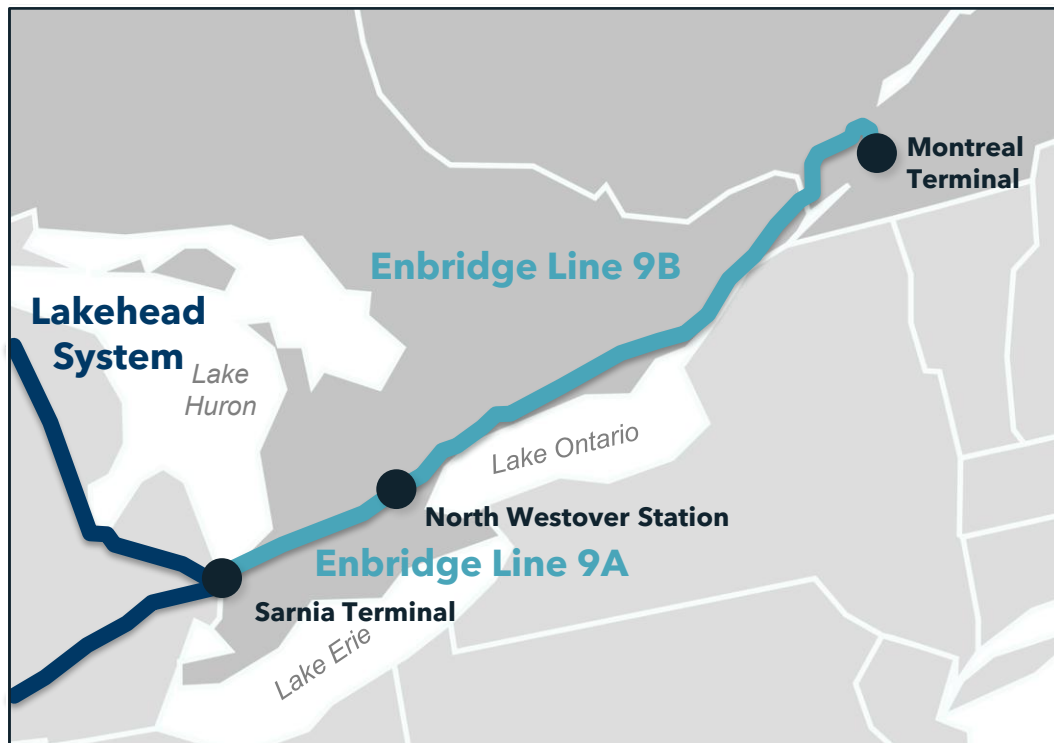 Montreal
Terminal
Enbridge Line 9B
Lakehead
System
Lake
Huron
Lake Ontario
North Westover Station
Enbridge Line 9A
Sarnia Terminal
Lake Erie